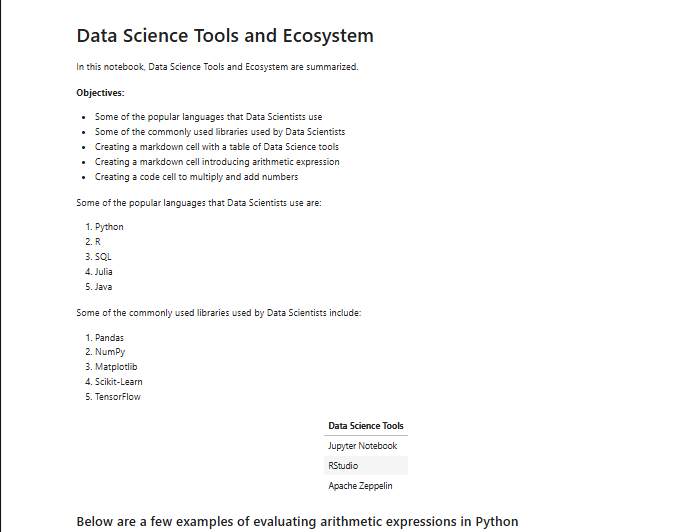 Data Science Tools and Ecosystem
In this notebook, Data Science Tools and Ecosystem are summarized.
Objectives:
• Some of the popular languages that Data Scientists use
• Some of the commonly used libraries used by Data Scientists
• Creating a markdown cell with a table of Data Science tools
• Creating a markdown cell introducing arithmetic expression
• Creating a code cell to multiply and add numbers
Some of the popular languages that Data Scientists use are:
1. Python
2. R
3. SQL
4. Julia
5. Java
Some of the commonly used libraries used by Data Scientists include:
1. Pandas
2. NumPy
3. Matplotlib
4. Scikit-Learn
5. TensorFlow
Data Science Tools
Jupyter Notebook
RStudio
Apache Zeppelin
Below are a few examples of evaluating arithmetic expressions in Python